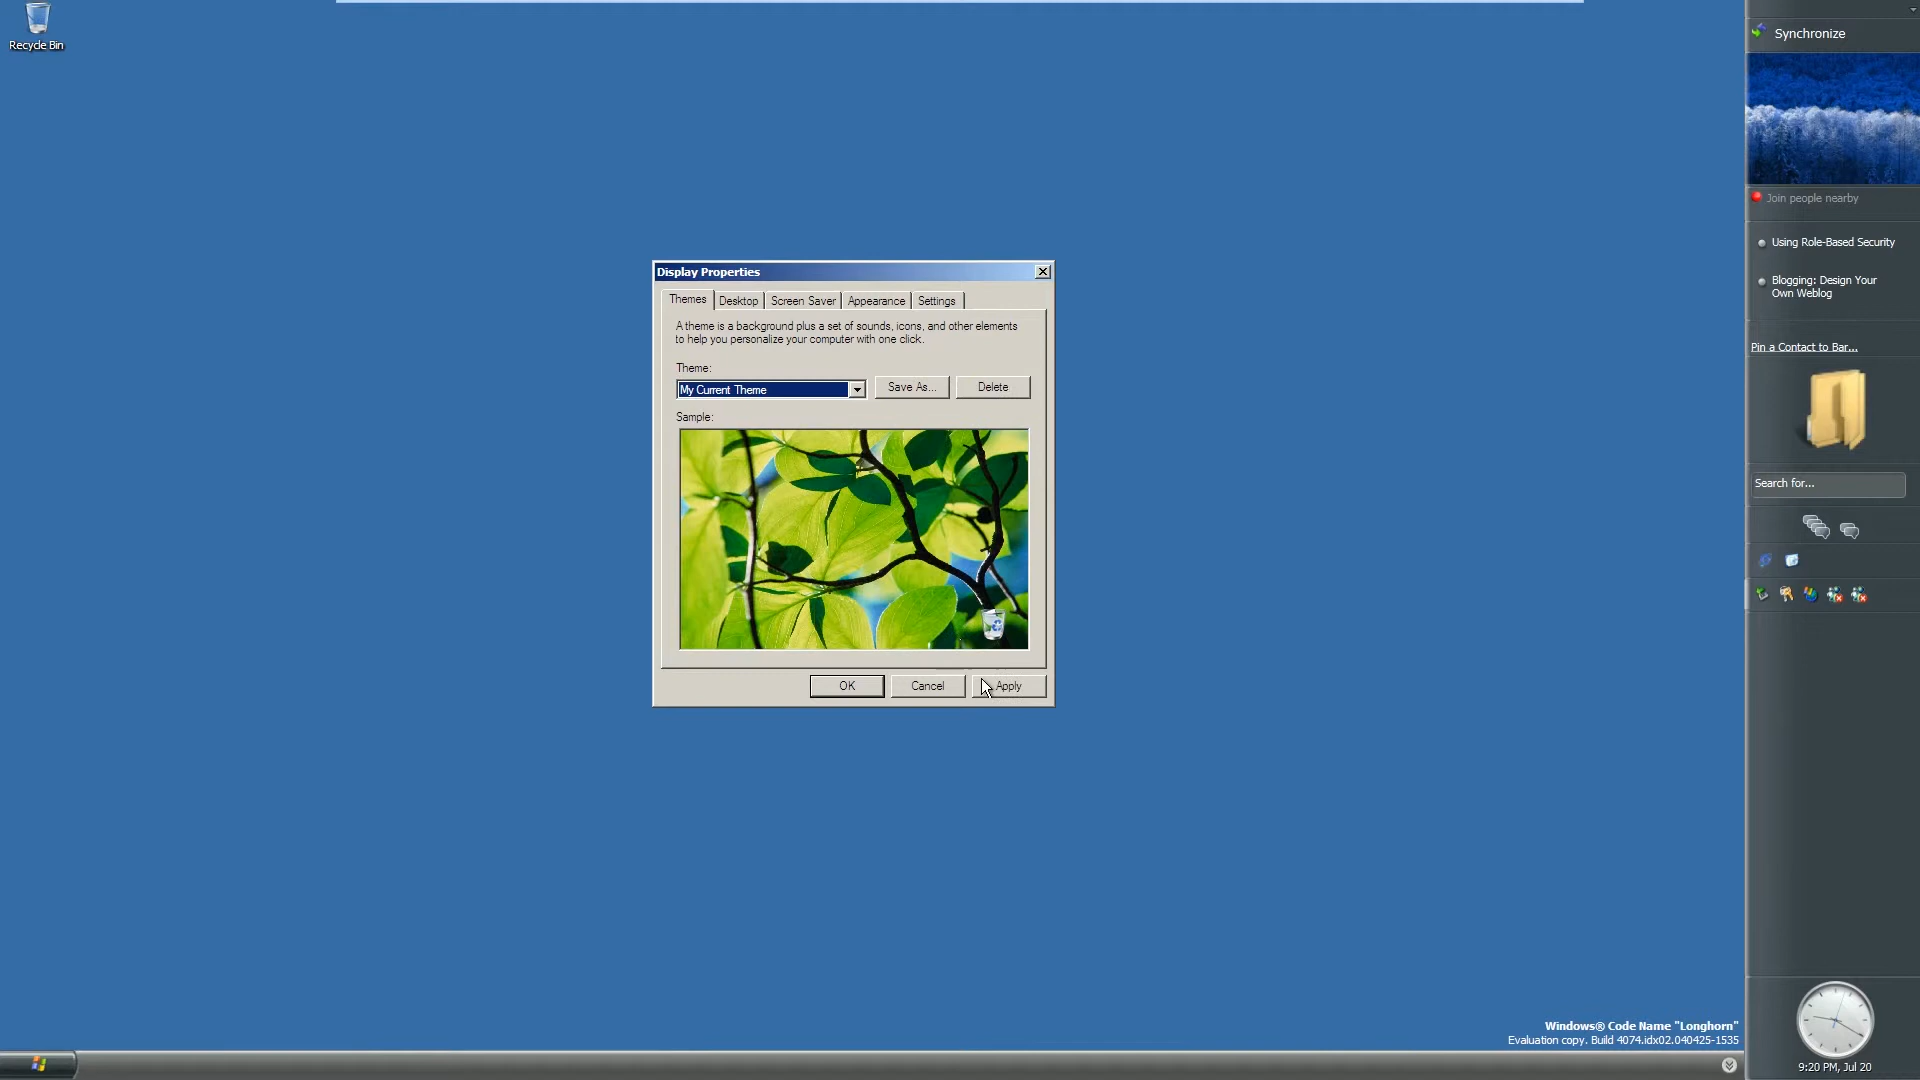 Recycle Bin
Display Properties
Themes
Desktop
Screen Saver
Appearance
Settings
A theme is a background plus a set of sounds, icons, and other elements
to help you personalize your computer with one click.
Theme:
My Current Theme
Save As...
Delete
Sample:
OK
Cancel
Apply
Synchronize
Join people nearby
Using Role-Based Security
Blogging: Design Your
Own Weblog
Pin a Contact to Bar...
Search for...
Windows® Code Name "Longhorn"
Evaluation copy. Build 4074.idx02.040425-1535
9:20 PM, Jul 20